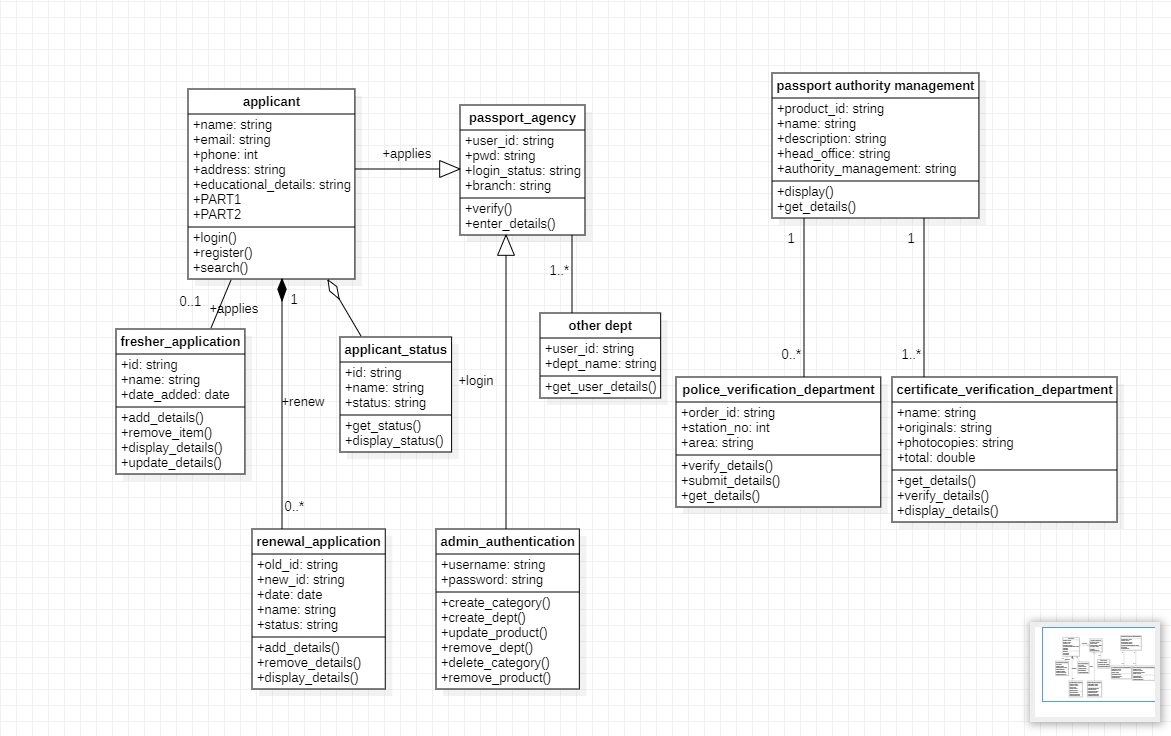 applicant
+name: string
+email: string
+phone: int
+address: string
+educational_details: string
+PART1
+PART2
+login()
+register()
+search()
+applies
passport_agency
+user_id: string
+pwd: string
+login_status: string
+branch: string
+verify()
+enter_details()
passport authority management
+product_id: string
+name: string
+description: string
+head_office: string
+authority_management: string
+display()
+get_details()
0..1
+applies
1
1..*
1
1
fresher_application
+id: string
+name: string
+date_added: date
+add_details()
+remove_item()
+display_details()
+update_details()
+renew
0..*
applicant_status
+id: string
+name: string
+status: string
+get_status()
+display_status()
+login
other dept
+user_id: string
+dept_name: string
+get_user_details()
0..*
1..*
police_verification_department
+order_id: string
+station_no: int
+area: string
+verify_details()
+submit_details()
+get_details()
certificate_verification_department
+name: string
+originals: string
+photocopies: string
+total: double
+get_details()
+verify_details()
+display_details()
renewal_application
+old_id: string
+new_id: string
+date: date
+name: string
+status: string
+add_details()
+remove_details()
+display_details()
admin_authentication
+username: string
+password: string
+create_category()
+create_dept()
+update_product()
+remove_dept()
+delete_category()
+remove_product()